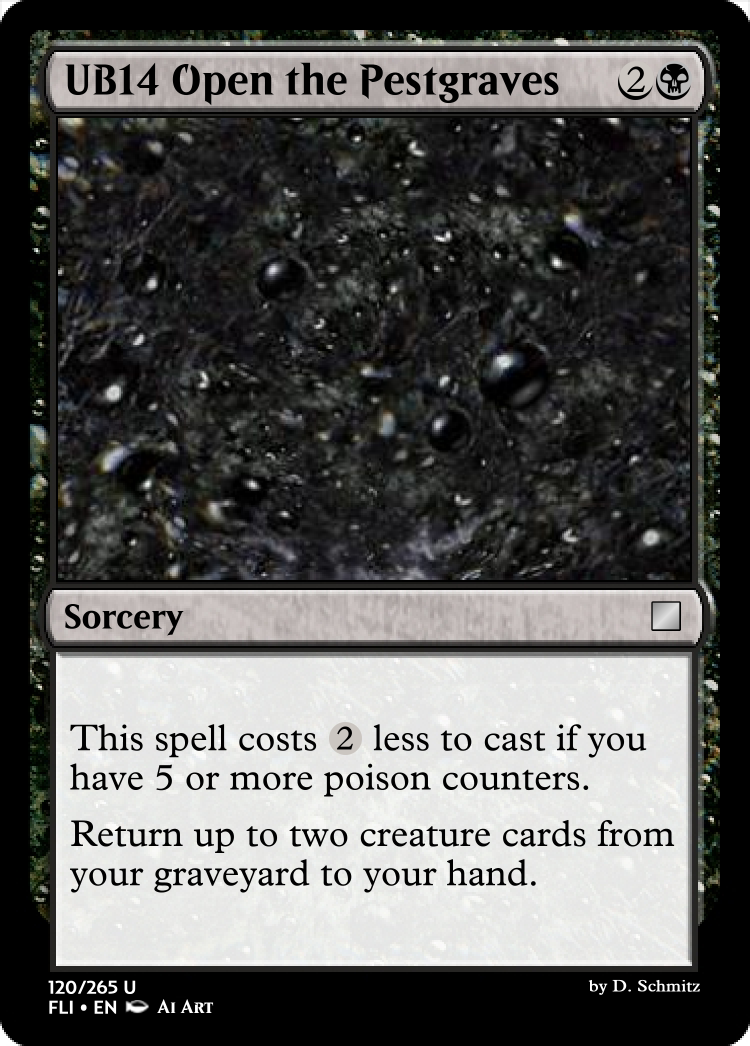 UB14 Open the Pestgraves 2
Sorcery
This spell costs 2 less to cast if you
have 5 or more poison counters.
Return up to two creature cards from
your graveyard to your hand.
120/265 U
by D. Schmitz
FLI • EN AI ART